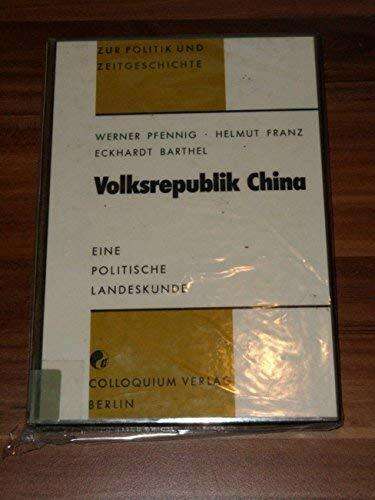 ZUR POLITIK UND
ZEITGESCHICHTE
WERNER PFENNIG · HELMUT FRANZ
ECKHARDT BARTHEL
Volksrepublik China
EINE
POLITISCHE
LANDESKUNDE
COLLOQUIUM VERLAG
BERLIN